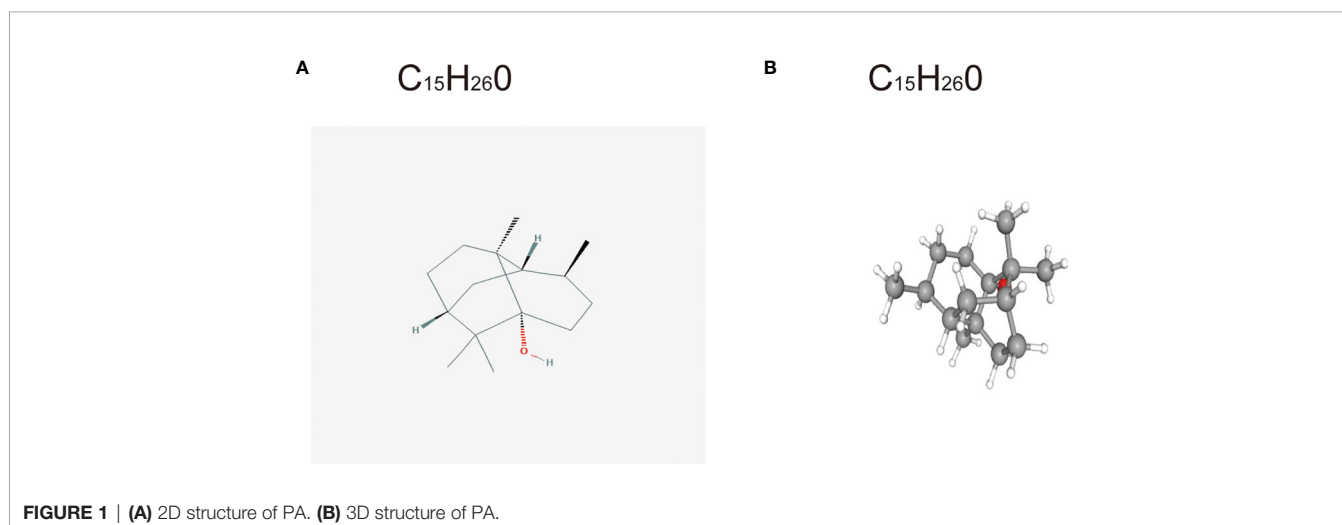 A
C15H260
B
C15H260
H
H
O
H
FIGURE 1 | (A) 2D structure of PA. (B) 3D structure of PA.